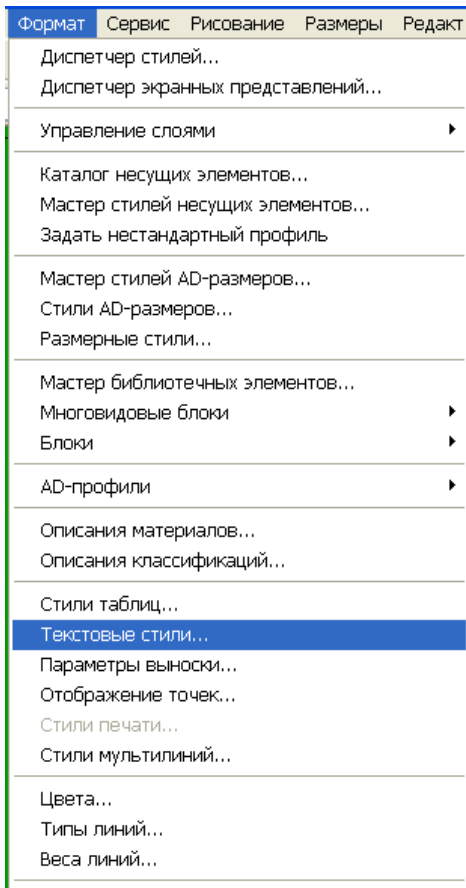 Формат Сервис Рисование Размеры Редакт
Диспетчер стилей...
Диспетчер экранных представлений...
Управление слоями
Каталог несущих элементов...
Мастер стилей несущих элементов...
Задать нестандартный профиль
Мастер стилей AD-размеров...
Стили AD-размеров...
Размерные стили...
Мастер библиотечных элементов...
Многовидовые блоки
Блоки
AD-профили
Описания материалов...
Описания классификаций...
Стили таблиц...
Текстовые стили...
Параметры выноски...
Отображение точек...
Стили печати...
Стили мультилиний...
Цвета...
Типы линий...
Веса линий...